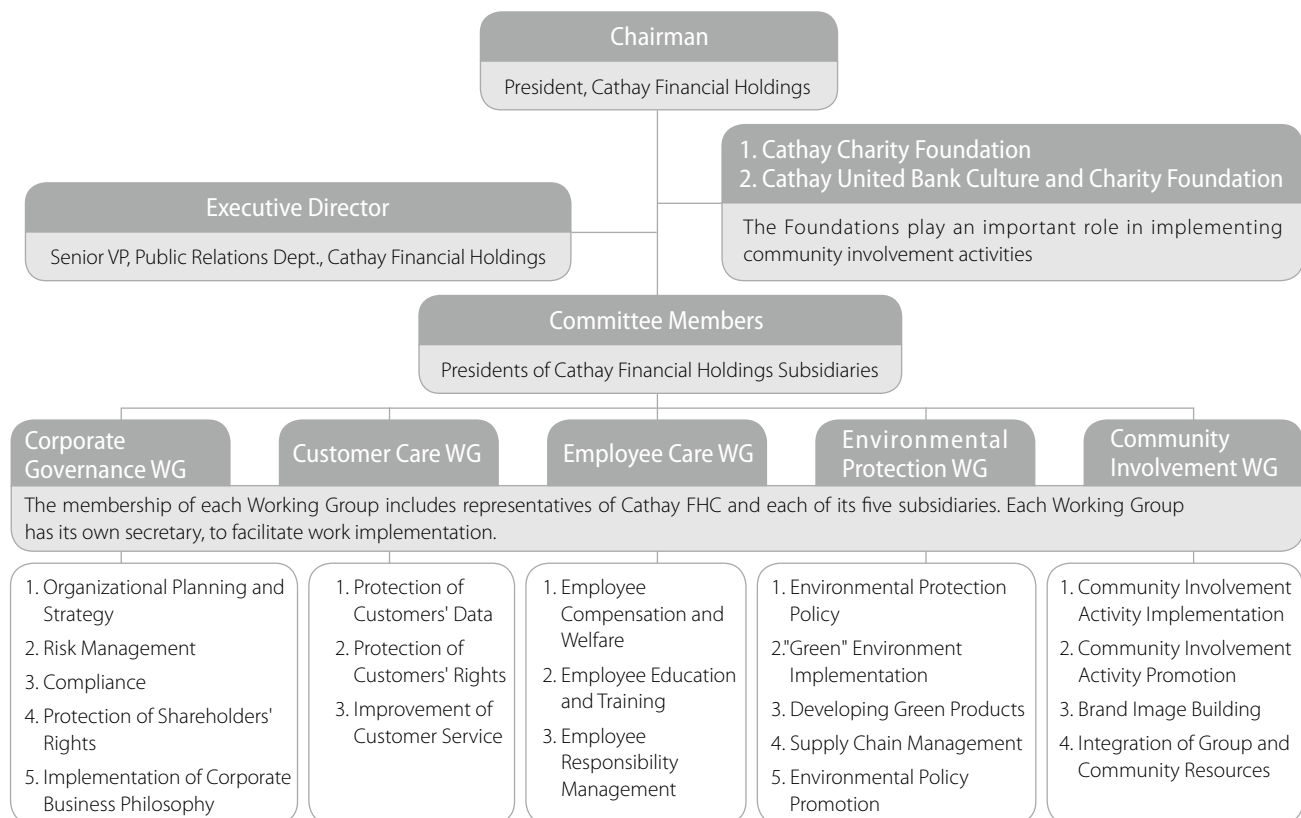 Chairman
President, Cathay Financial Holdings
1. Cathay Charity Foundation
2. Cathay United Bank Culture and Charity Foundation
The Foundations play an important role in implementing
community involvement activities
Executive Director
Senior VP, Public Relations Dept., Cathay Financial Holdings
Committee Members
Presidents of Cathay Financial Holdings Subsidiaries
Corporate
Governance WG
Customer Care WG
Employee Care WG
Environmental
Protection WG
Community
Involvement WG
The membership of each Working Group includes representatives of Cathay FHC and each of its five subsidiaries. Each Working Group
has its own secretary, to facilitate work implementation.
1. Organizational Planning and
Strategy
2. Risk Management
3. Compliance
4. Protection of Shareholders'
Rights
5. Implementation of Corporate
Business Philosophy
1. Protection of
Customers' Data
2. Protection of
Customers' Rights
3. Improvement of
Customer Service
1. Employee
Compensation and
Welfare
2. Employee Education
and Training
3. Employee
Responsibility
Management
1. Environmental Protection
Policy
2."Green" Environment
Implementation
3. Developing Green Products
4. Supply Chain Management
5. Environmental Policy
Promotion
1. Community Involvement
Activity Implementation
2. Community Involvement
Activity Promotion
3. Brand Image Building
4. Integration of Group and
Community Resources